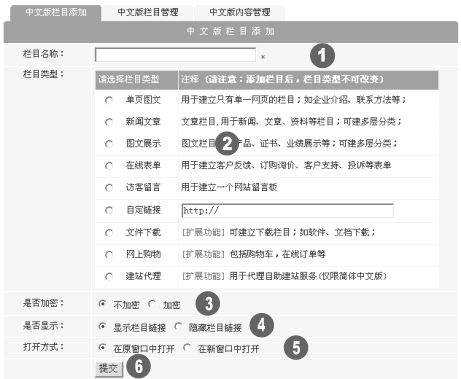 中文版栏目添加 中文版栏目管理 中文版内容管理
中 文 版 栏 目 添 加
栏目名称： * 1
栏目类型：
请选择栏目类型 注释 (请注意：添加栏目后，栏目类型不可改变)
单页图文 用于建立只有单一网页的栏目；如企业介绍、联系方法等；
新闻文章 文章栏目，用于新闻、文章、资料等栏目；可建多层分类；
图文展示 图文栏目 2 产品、证书、业绩展示等；可建多层分类；
在线表单 用于建立客户反馈、订购询价、客户支持、投诉等表单
访客留言 用于建立一个网站留言板
自定链接 http://
文件下载 [扩展功能] 可建立下载栏目；如软件、文档下载；
网上购物 [扩展功能] 包括购物车，在线订单等
建站代理 [扩展功能] 用于代理自助建站服务(仅限简体中文版)
是否加密： 不加密 加密 3
是否显示： 显示栏目链接 隐藏栏目链接 4
打开方式： 在原窗口中打开 在新窗口中打开 5
提交 6